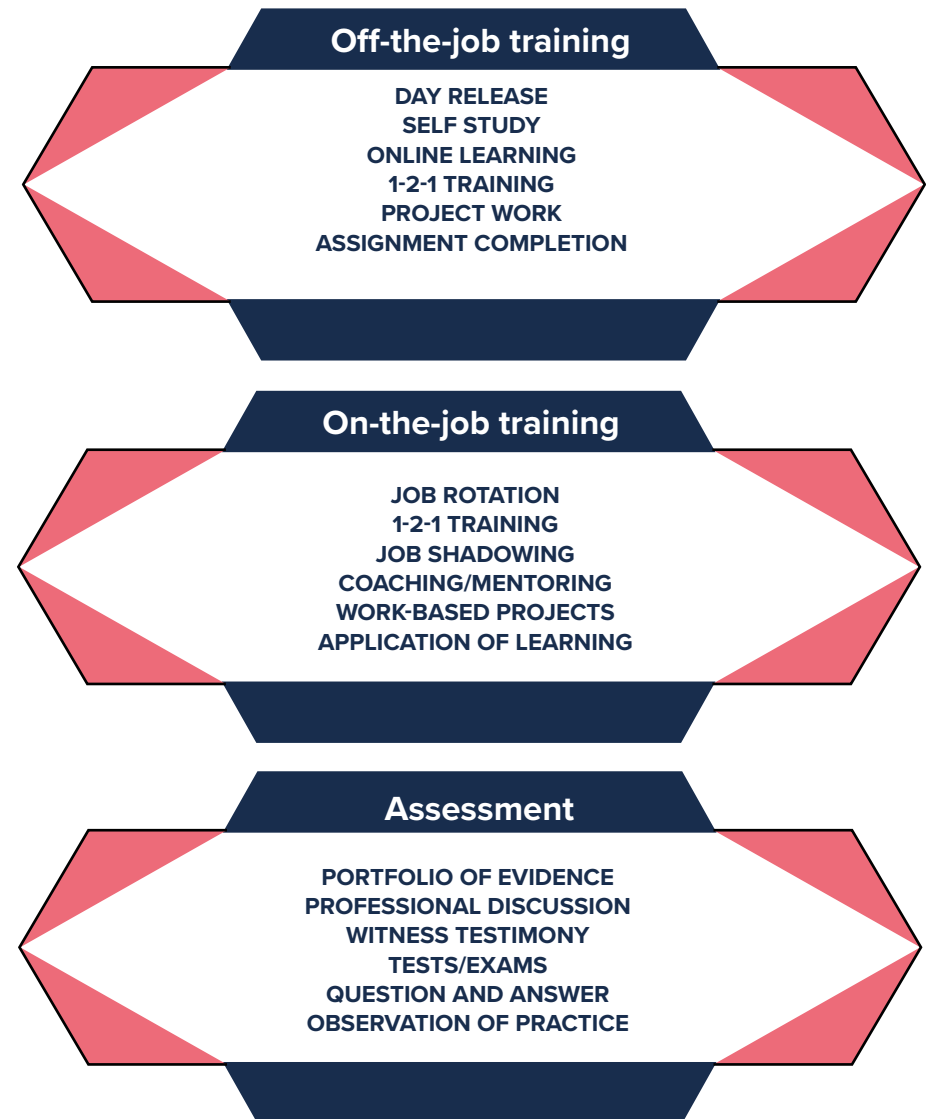 Off-the-job training
DAY RELEASE
SELF STUDY
ONLINE LEARNING
1-2-1 TRAINING
PROJECT WORK
ASSIGNMENT COMPLETION
On-the-job training
JOB ROTATION
1-2-1 TRAINING
JOB SHADOWING
COACHING/MENTORING
WORK-BASED PROJECTS
APPLICATION OF LEARNING
Assessment
PORTFOLIO OF EVIDENCE
PROFESSIONAL DISCUSSION
WITNESS TESTIMONY
TESTS/EXAMS
QUESTION AND ANSWER
OBSERVATION OF PRACTICE